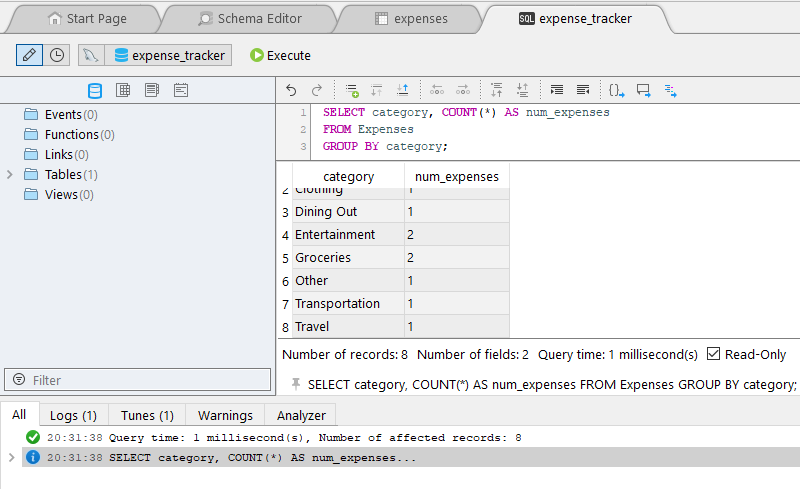 Start Page Schema Editor expenses SQL expense_tracker
expense_tracker Execute
Events(0)
Functions(0)
Links(0)
Tables(1)
Views(0)
Filter
1 SELECT category, COUNT(*) AS num_expenses
2 FROM Expenses
3 GROUP BY category;
category num_expenses
2 Clothing 1
3 Dining Out 1
4 Entertainment 2
5 Groceries 2
6 Other 1
7 Transportation 1
8 Travel 1
Number of records: 8 Number of fields: 2 Query time: 1 millisecond(s) Read-Only
SELECT category, COUNT(*) AS num_expenses FROM Expenses GROUP BY category;
All Logs (1) Tunes (1) Warnings Analyzer
20:31:38 Query time: 1 millisecond(s), Number of affected records: 8
20:31:38 SELECT category, COUNT(*) AS num_expenses...